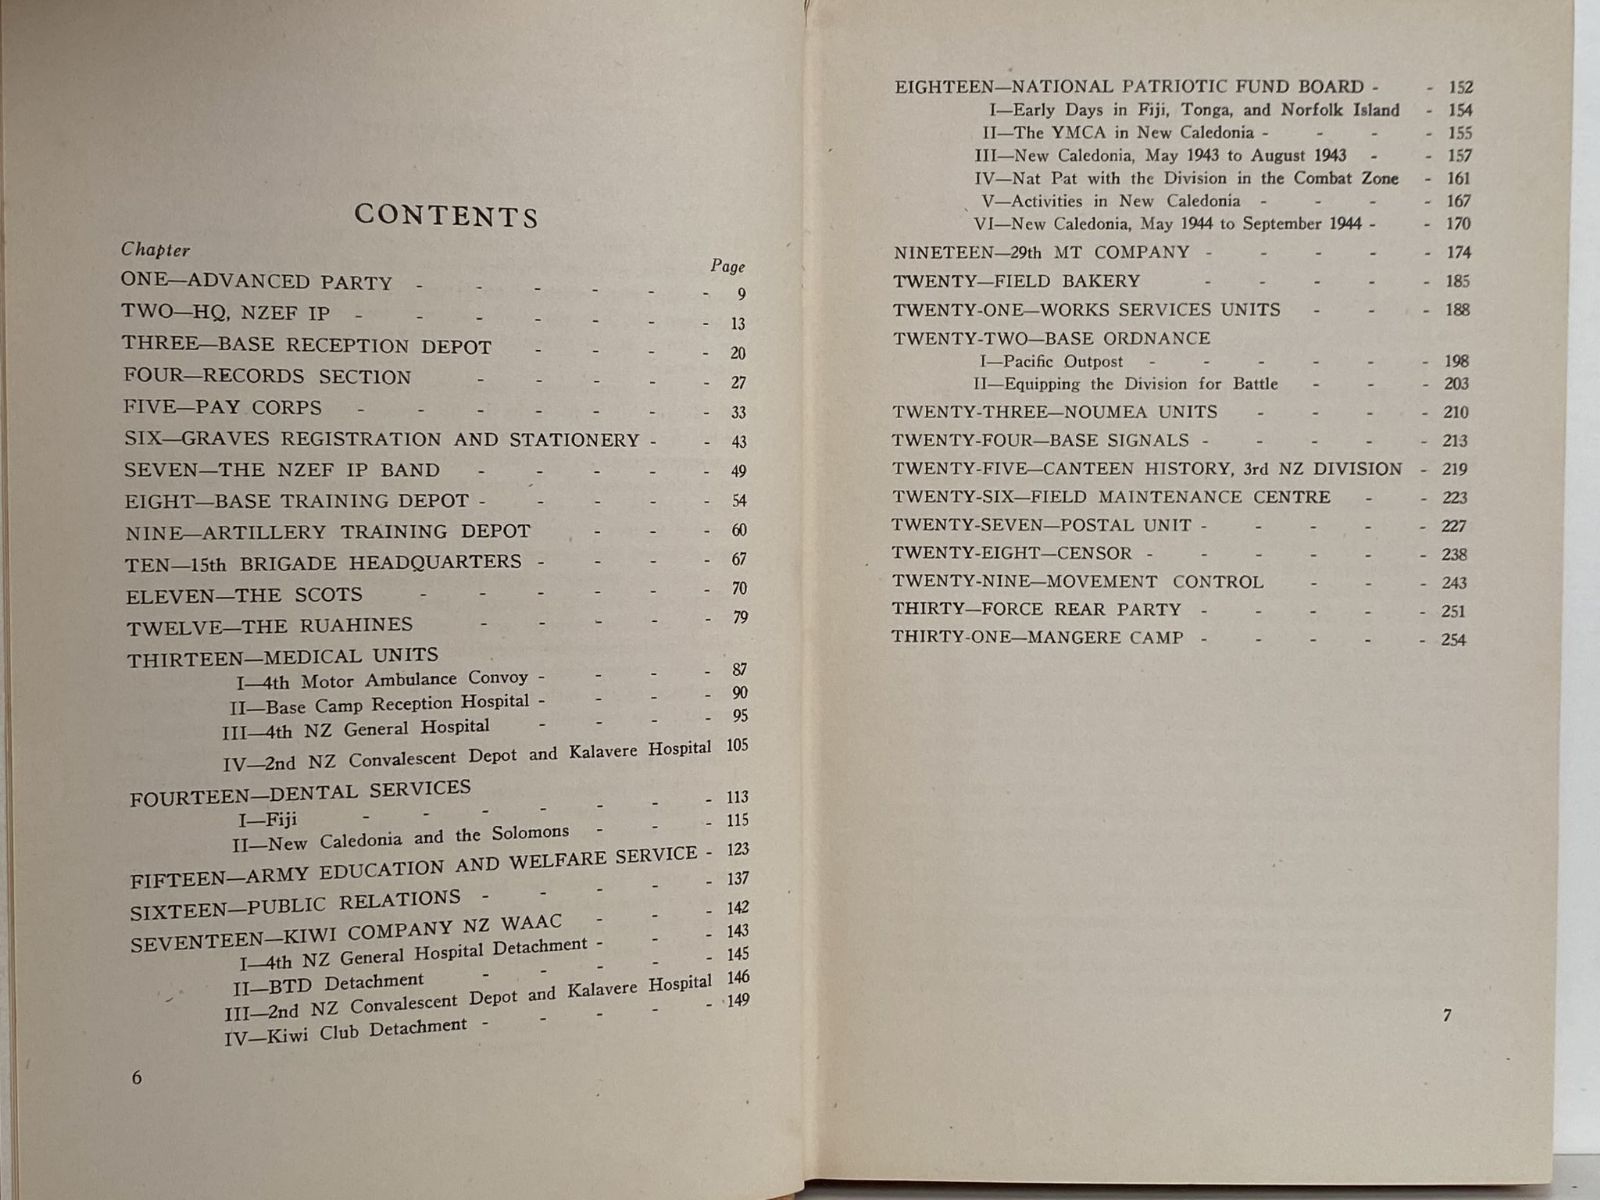 CONTENTS
Chapter
Page
ONE—ADVANCED PARTY - - - - - - 9
TWO—HQ, NZEF IP - - - - - - - 13
THREE—BASE RECEPTION DEPOT - - - - 20
FOUR—RECORDS SECTION - - - - - 27
FIVE—PAY CORPS - - - - - - - 33
SIX—GRAVES REGISTRATION AND STATIONERY - - 43
SEVEN—THE NZEF IP BAND - - - - - 49
EIGHT—BASE TRAINING DEPOT - - - - - 54
NINE—ARTILLERY TRAINING DEPOT - - - 60
TEN—15th BRIGADE HEADQUARTERS - - - - 67
ELEVEN—THE SCOTS - - - - - - 70
TWELVE—THE RUAHINES - - - - - 79
THIRTEEN—MEDICAL UNITS
I—4th Motor Ambulance Convoy - - - - 87
II—Base Camp Reception Hospital - - - - 90
III—4th NZ General Hospital - - - - 95
IV—2nd NZ Convalescent Depot and Kalavere Hospital 105
FOURTEEN—DENTAL SERVICES
I—Fiji - - - - - - - 113
II—New Caledonia and the Solomons - - - 115
FIFTEEN—ARMY EDUCATION AND WELFARE SERVICE - 123
SIXTEEN—PUBLIC RELATIONS - - - - - 137
SEVENTEEN—KIWI COMPANY NZ WAAC - - - 142
I—4th NZ General Hospital Detachment - - - 143
II—BTD Detachment - - - - - 145
III—2nd NZ Convalescent Depot and Kalavere Hospital 146
IV—Kiwi Club Detachment - - - - - 149
6
EIGHTEEN—NATIONAL PATRIOTIC FUND BOARD - - 152
I—Early Days in Fiji, Tonga, and Norfolk Island - 154
II—The YMCA in New Caledonia - - - - 155
III—New Caledonia, May 1943 to August 1943 - - 157
IV—Nat Pat with the Division in the Combat Zone - 161
V—Activities in New Caledonia - - - - 167
VI—New Caledonia, May 1944 to September 1944 - - 170
NINETEEN—29th MT COMPANY - - - - - 174
TWENTY—FIELD BAKERY - - - - - 185
TWENTY-ONE—WORKS SERVICES UNITS - - - 188
TWENTY-TWO—BASE ORDNANCE
I—Pacific Outpost - - - - - - 198
II—Equipping the Division for Battle - - - 203
TWENTY-THREE—NOUMEA UNITS - - - - 210
TWENTY-FOUR—BASE SIGNALS - - - - - 213
TWENTY-FIVE—CANTEEN HISTORY, 3rd NZ DIVISION - 219
TWENTY-SIX—FIELD MAINTENANCE CENTRE - - 223
TWENTY-SEVEN—POSTAL UNIT - - - - - 227
TWENTY-EIGHT—CENSOR - - - - - - 238
TWENTY-NINE—MOVEMENT CONTROL - - - 243
THIRTY—FORCE REAR PARTY - - - - - 251
THIRTY-ONE—MANGERE CAMP - - - - - 254
7